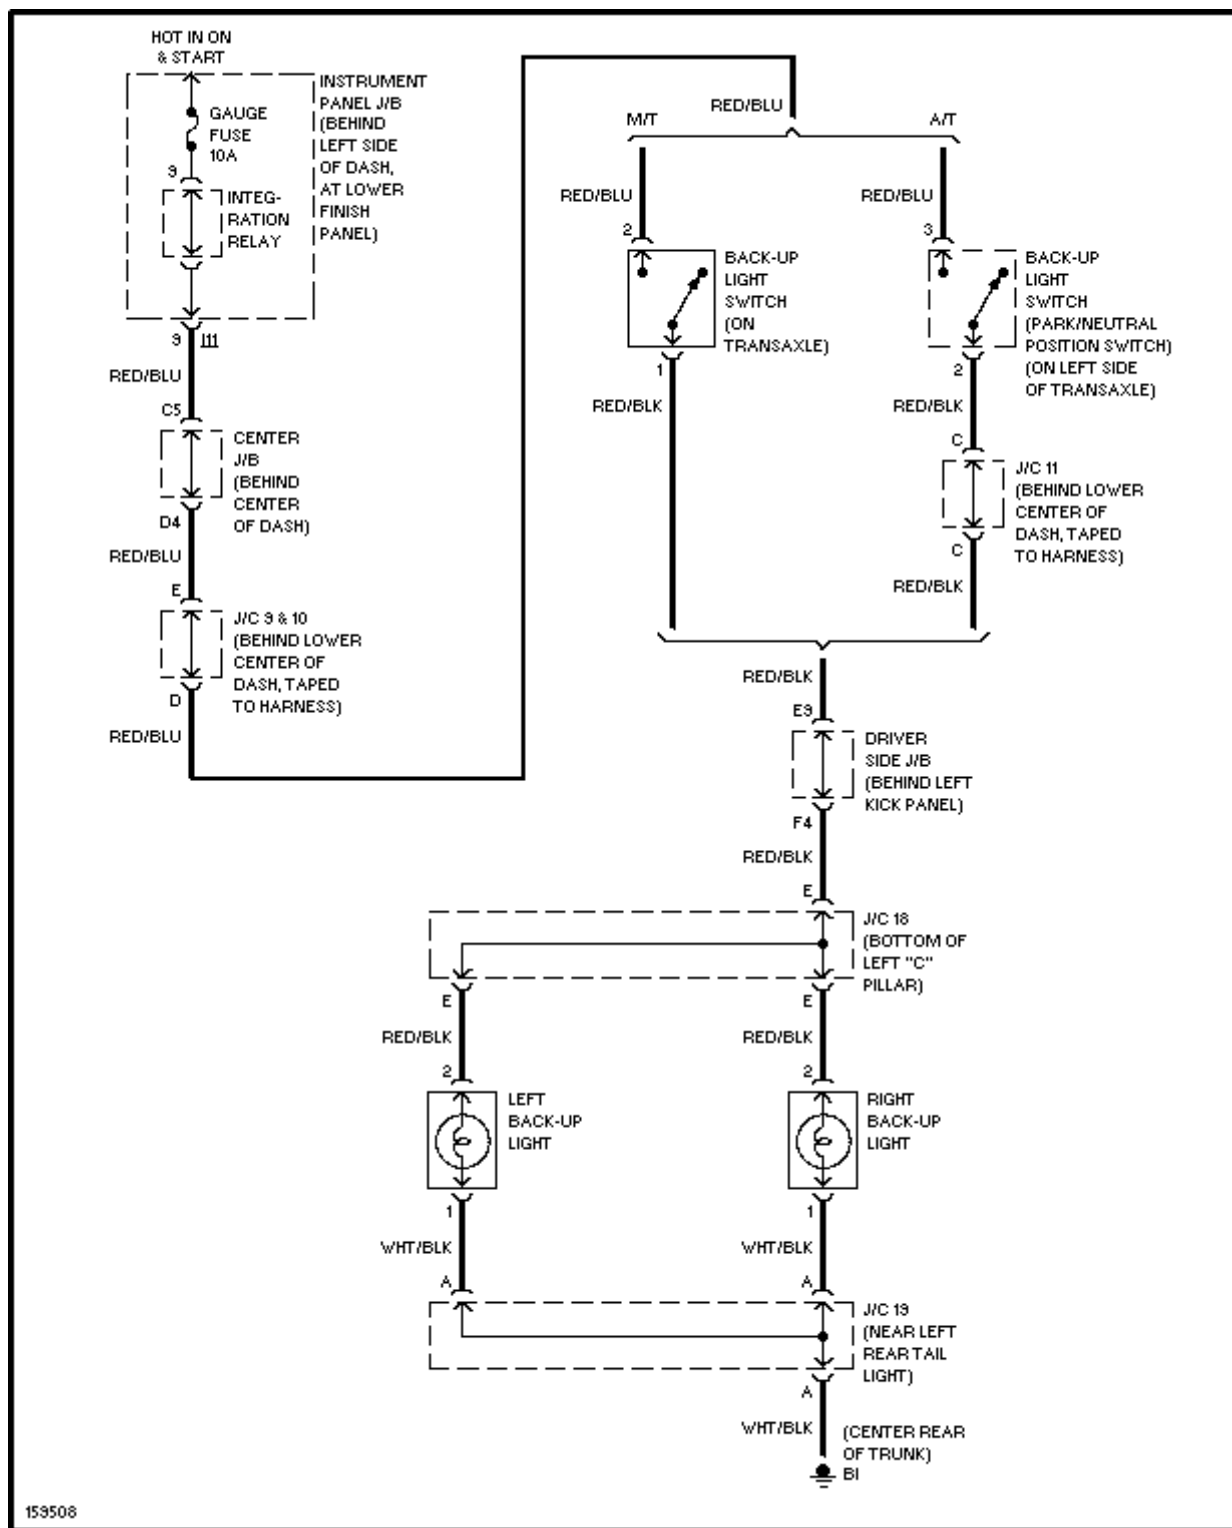 HOT IN ON
& START
INSTRUMENT
PANEL J/B
(BEHIND
LEFT SIDE
OF DASH,
AT LOWER
FINISH
PANEL)
GAUGE
FUSE
10A
9
INTEG-
RATION
RELAY
9
I11
RED/BLU
C5
CENTER
J/B
(BEHIND
CENTER
OF DASH)
D4
RED/BLU
E
J/C 9 & 10
(BEHIND LOWER
CENTER OF
DASH, TAPED
TO HARNESS)
D
RED/BLU
RED/BLU
M/T
A/T
RED/BLU
2
BACK-UP
LIGHT
SWITCH
(ON
TRANSAXLE)
1
RED/BLK
RED/BLU
3
BACK-UP
LIGHT
SWITCH
(PARK/NEUTRAL
POSITION SWITCH)
(ON LEFT SIDE
OF TRANSAXLE)
2
RED/BLK
C
J/C 11
(BEHIND LOWER
CENTER OF
DASH, TAPED
TO HARNESS)
C
RED/BLK
RED/BLK
E9
DRIVER
SIDE J/B
(BEHIND LEFT
KICK PANEL)
F4
RED/BLK
E
J/C 18
(BOTTOM OF
LEFT "C"
PILLAR)
E
E
RED/BLK
RED/BLK
2
2
LEFT
BACK-UP
LIGHT
RIGHT
BACK-UP
LIGHT
1
1
WHT/BLK
WHT/BLK
A
A
J/C 19
(NEAR LEFT
REAR TAIL
LIGHT)
A
WHT/BLK
(CENTER REAR
OF TRUNK)
BI
159508